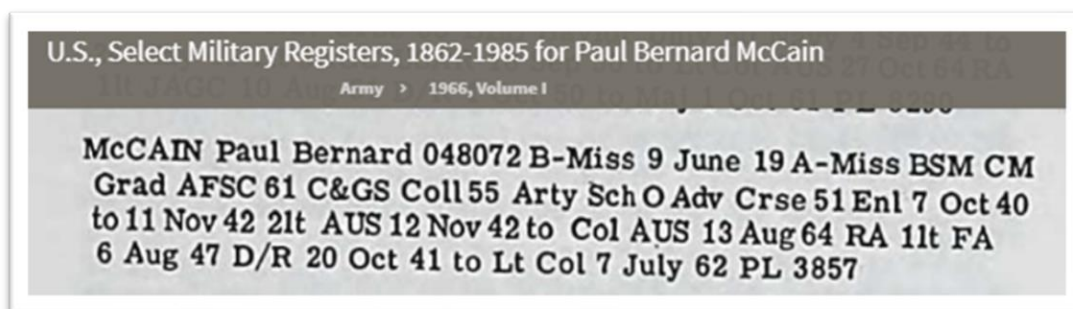 U.S., Select Military Registers, 1862-1985 for Paul Bernard McCain
Army > 1966, Volume I
McCAIN Paul Bernard 048072 B-Miss 9 June 19 A-Miss BSM CM
Grad AFSC 61 C&GS Coll 55 Arty Sch O Adv Crse 51 Enl 7 Oct 40
to 11 Nov 42 2lt AUS 12 Nov 42 to Col AUS 13 Aug 64 RA 1lt FA
6 Aug 47 D/R 20 Oct 41 to Lt Col 7 July 62 PL 3857